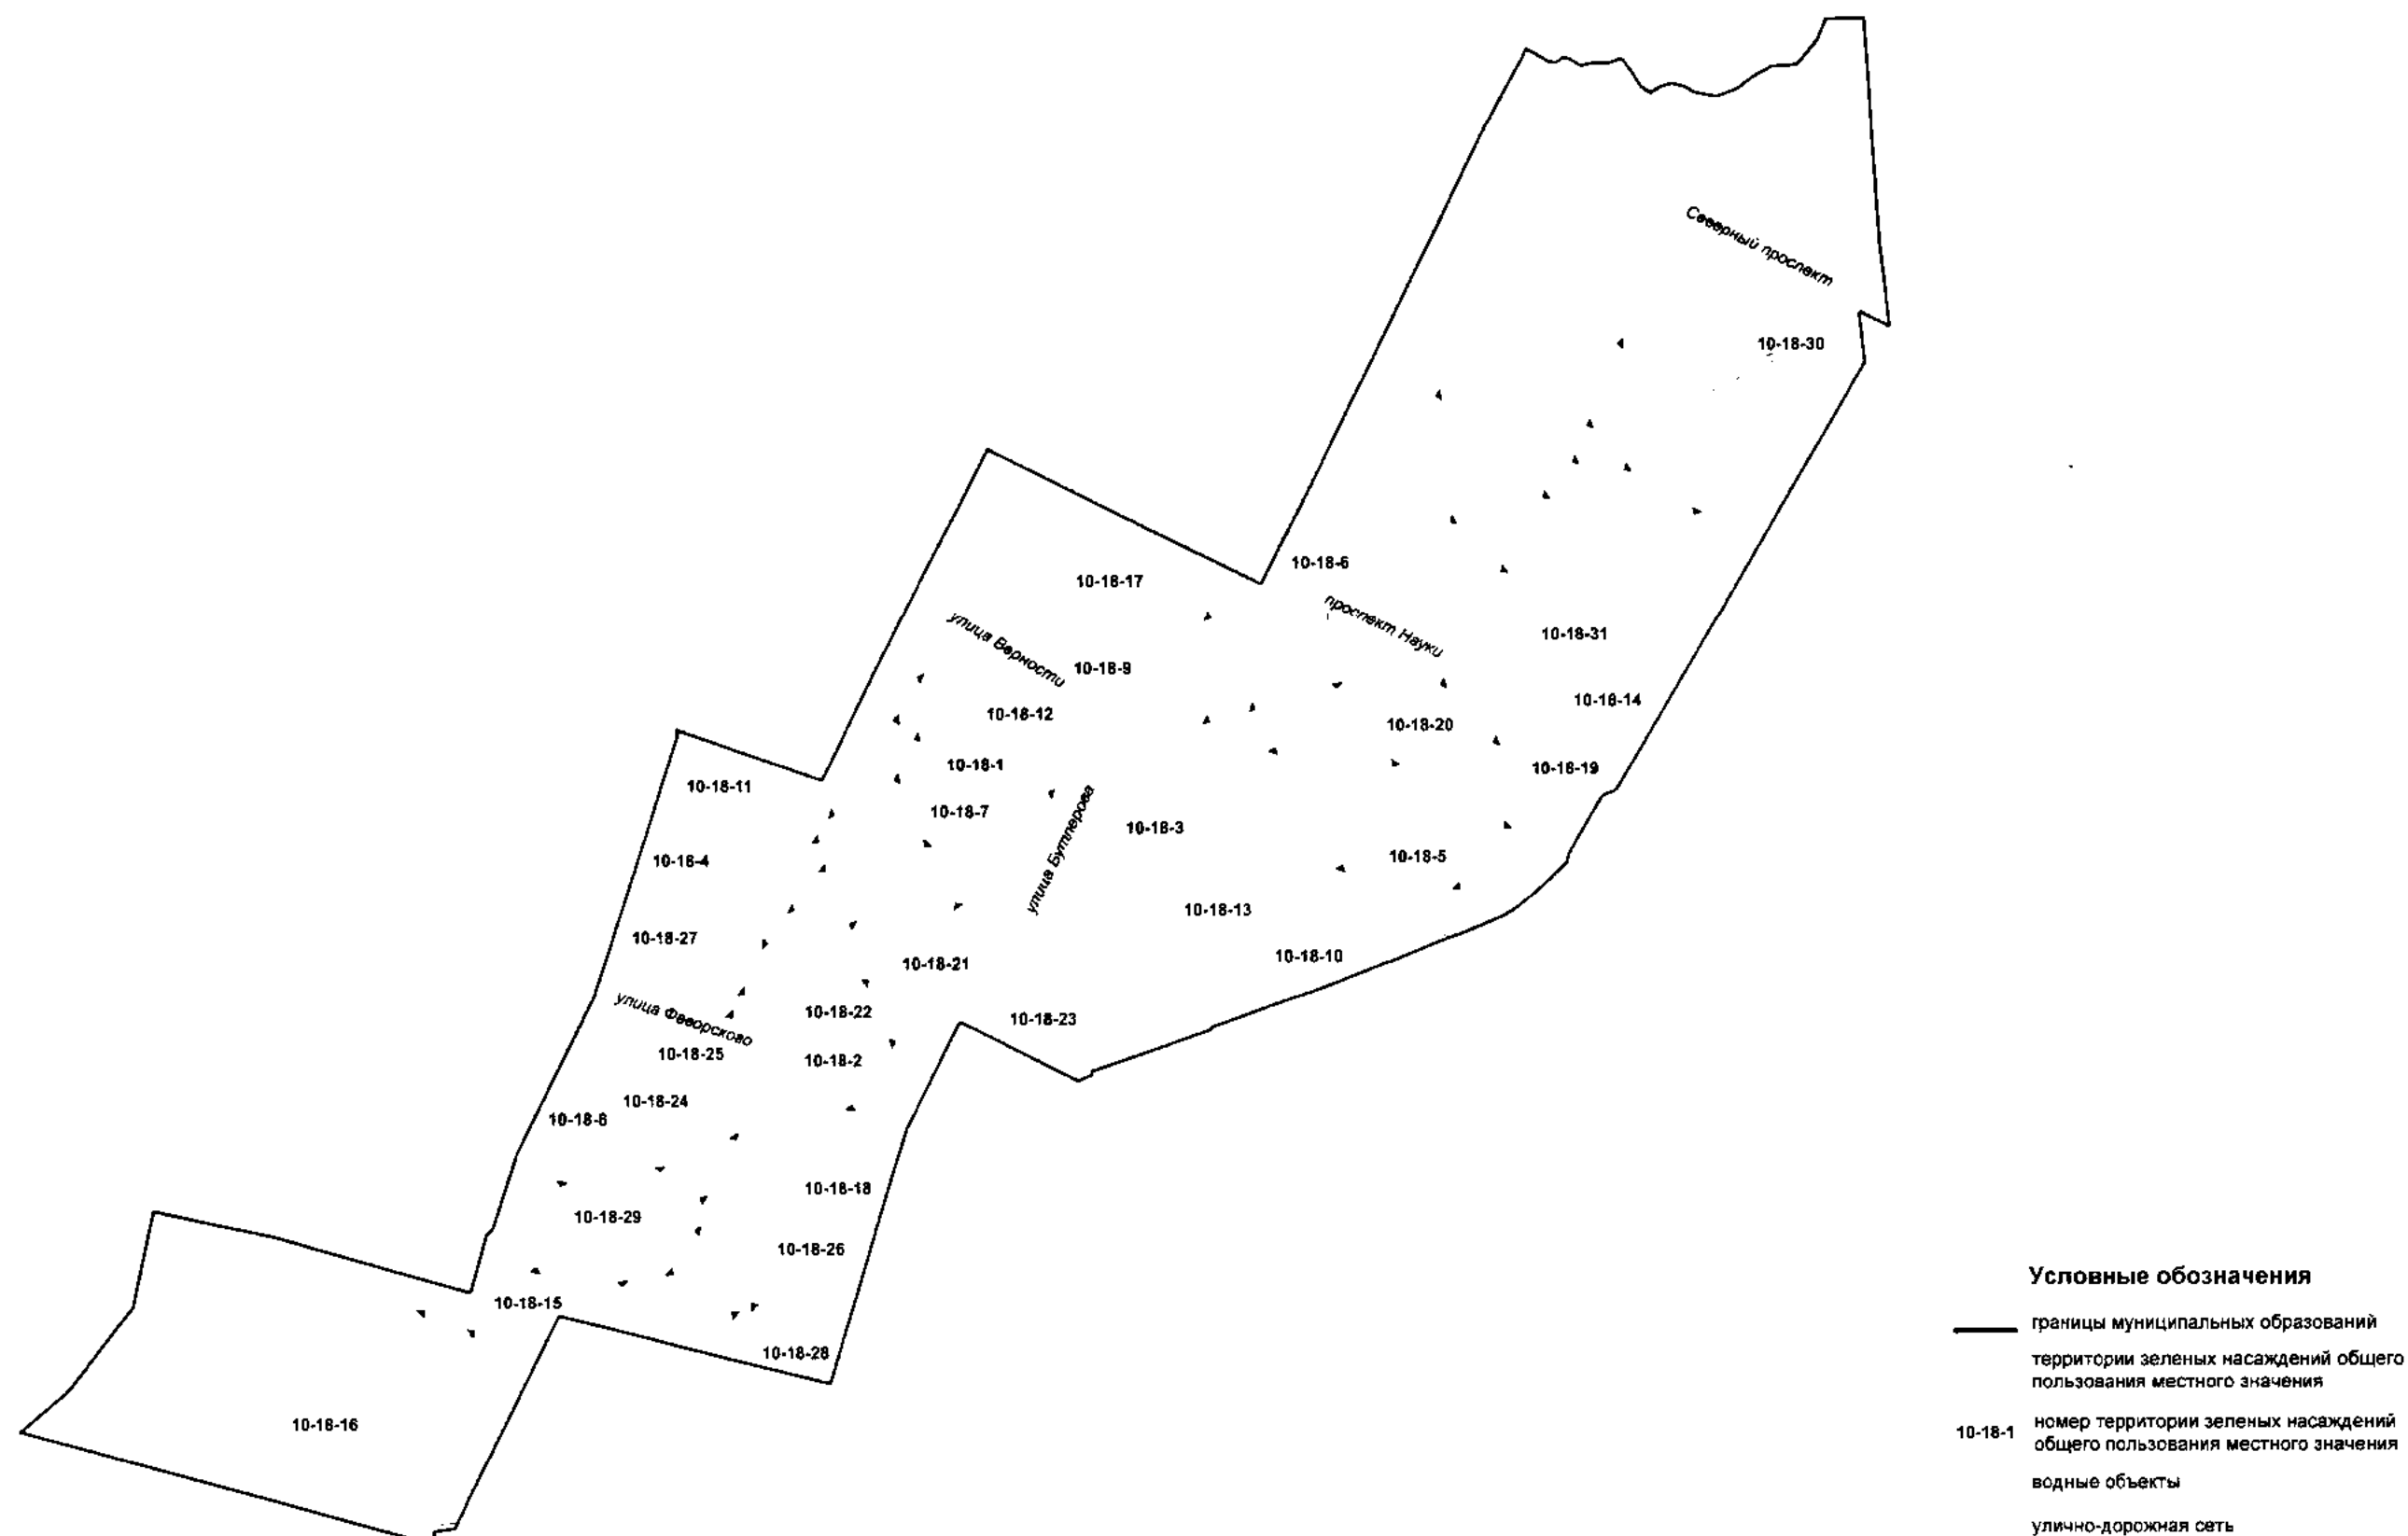 Северный проспект
10-18-30
10-18-6
10-18-17
проспект Науки
улица Верности
10-18-31
10-18-9
10-18-14
10-18-12
10-18-20
10-18-1
10-18-19
10-18-11
10-18-7
10-18-3
улица Бутлерова
10-18-5
10-18-4
10-18-13
10-18-27
10-18-10
10-18-21
улица Фаворского
10-18-22
10-18-23
10-18-25
10-18-2
10-18-24
10-18-8
10-18-18
10-18-29
10-18-26
10-18-15
10-18-28
10-18-16
Условные обозначения
границы муниципальных образований
территории зеленых насаждений общего
пользования местного значения
10-18-1
номер территории зеленых насаждений
общего пользования местного значения
водные объекты
улично-дорожная сеть